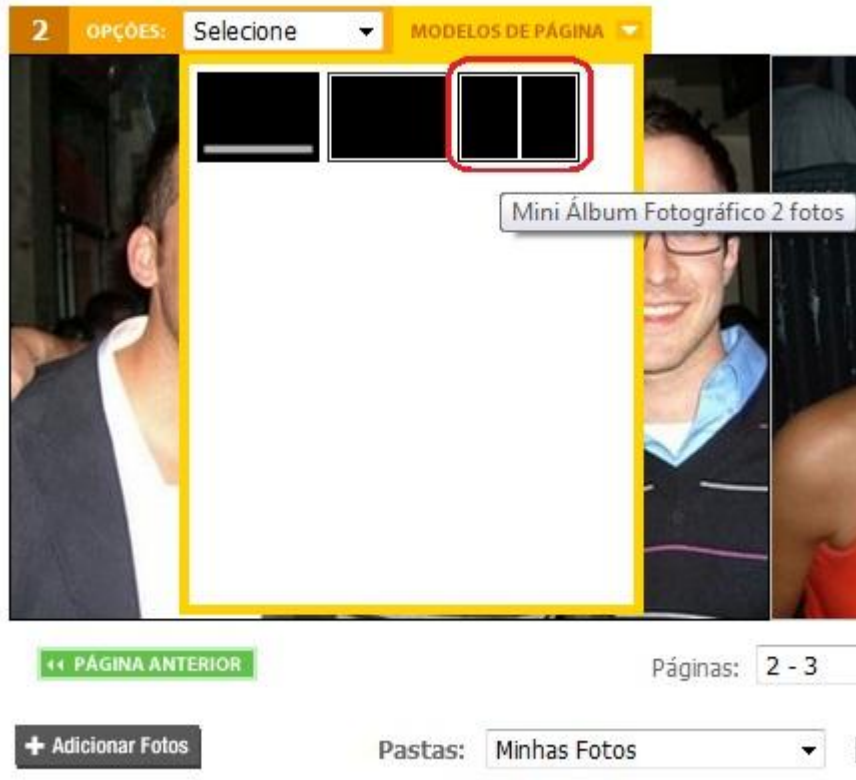 2 OPÇÕES: Selecione MODELOS DE PÁGINA
Mini Álbum Fotográfico 2 fotos
PÁGINA ANTERIOR
Páginas: 2 - 3
+ Adicionar Fotos
Pastas: Minhas Fotos